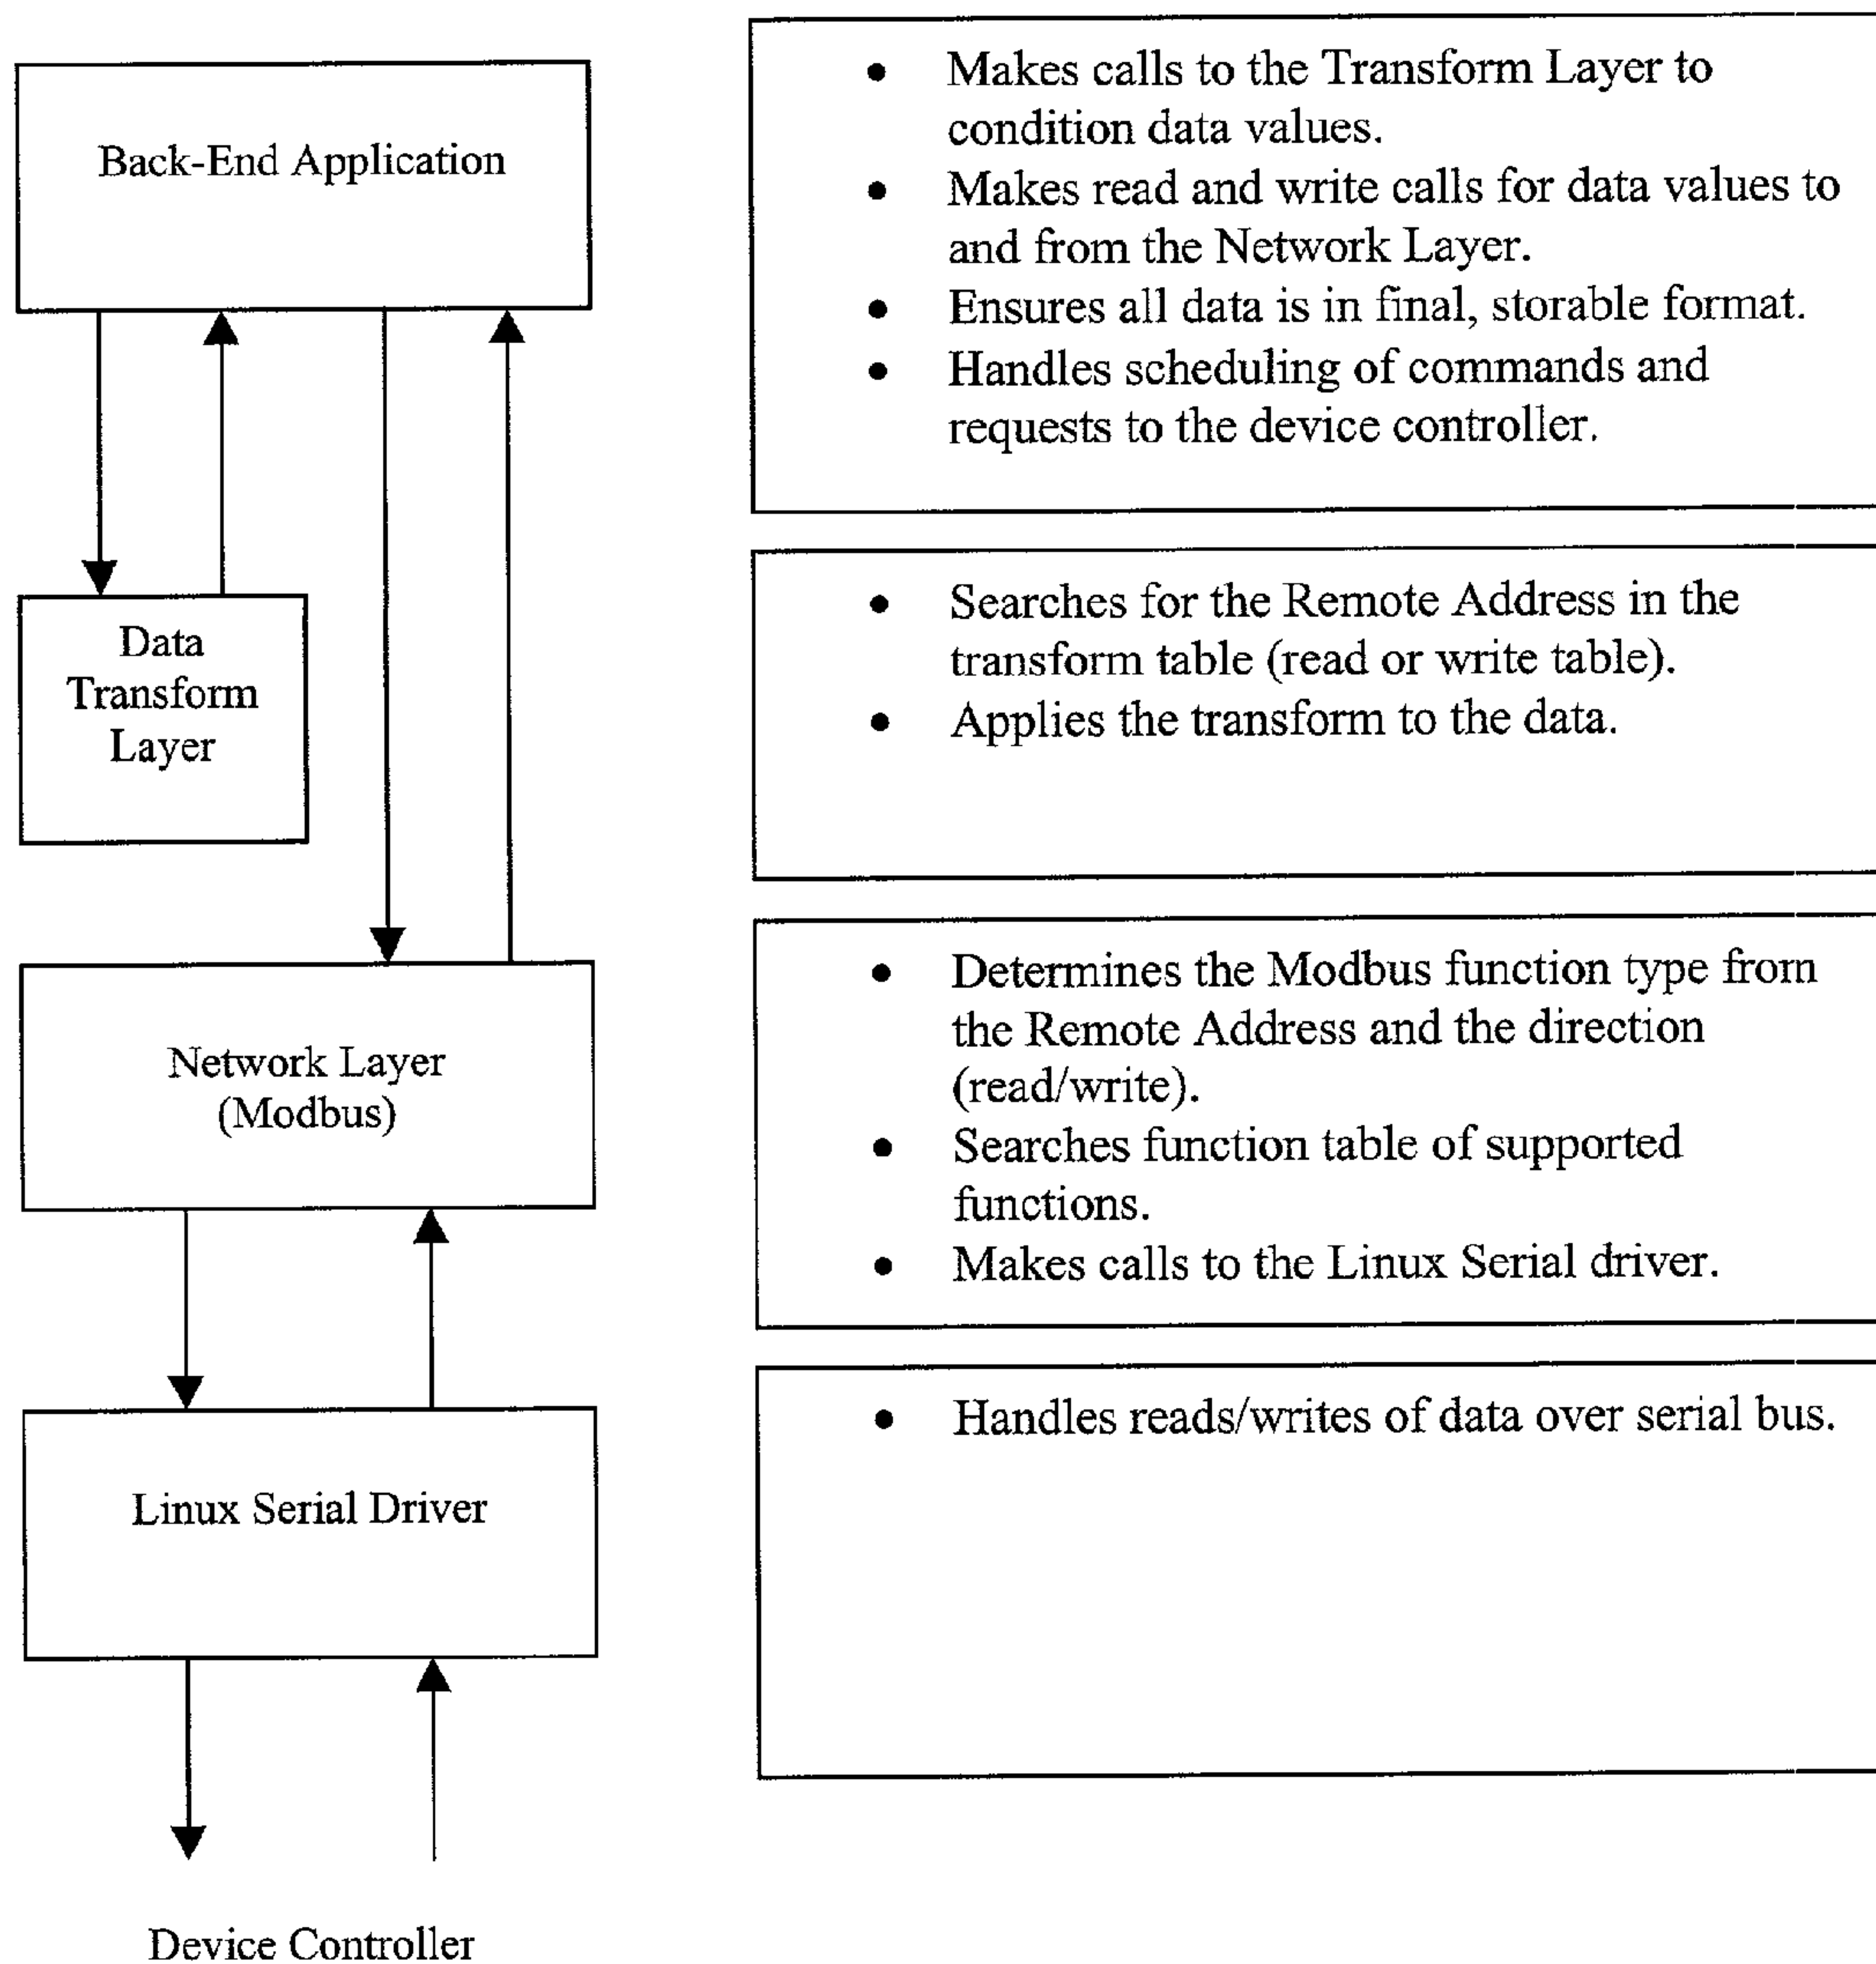 Back-End Application
• Makes calls to the Transform Layer to
condition data values.
• Makes read and write calls for data values to
and from the Network Layer.
• Ensures all data is in final, storable format.
• Handles scheduling of commands and
requests to the device controller.
Data
Transform
Layer
• Searches for the Remote Address in the
transform table (read or write table).
• Applies the transform to the data.
Network Layer
(Modbus)
• Determines the Modbus function type from
the Remote Address and the direction
(read/write).
• Searches function table of supported
functions.
• Makes calls to the Linux Serial driver.
Linux Serial Driver
• Handles reads/writes of data over serial bus.
Device Controller